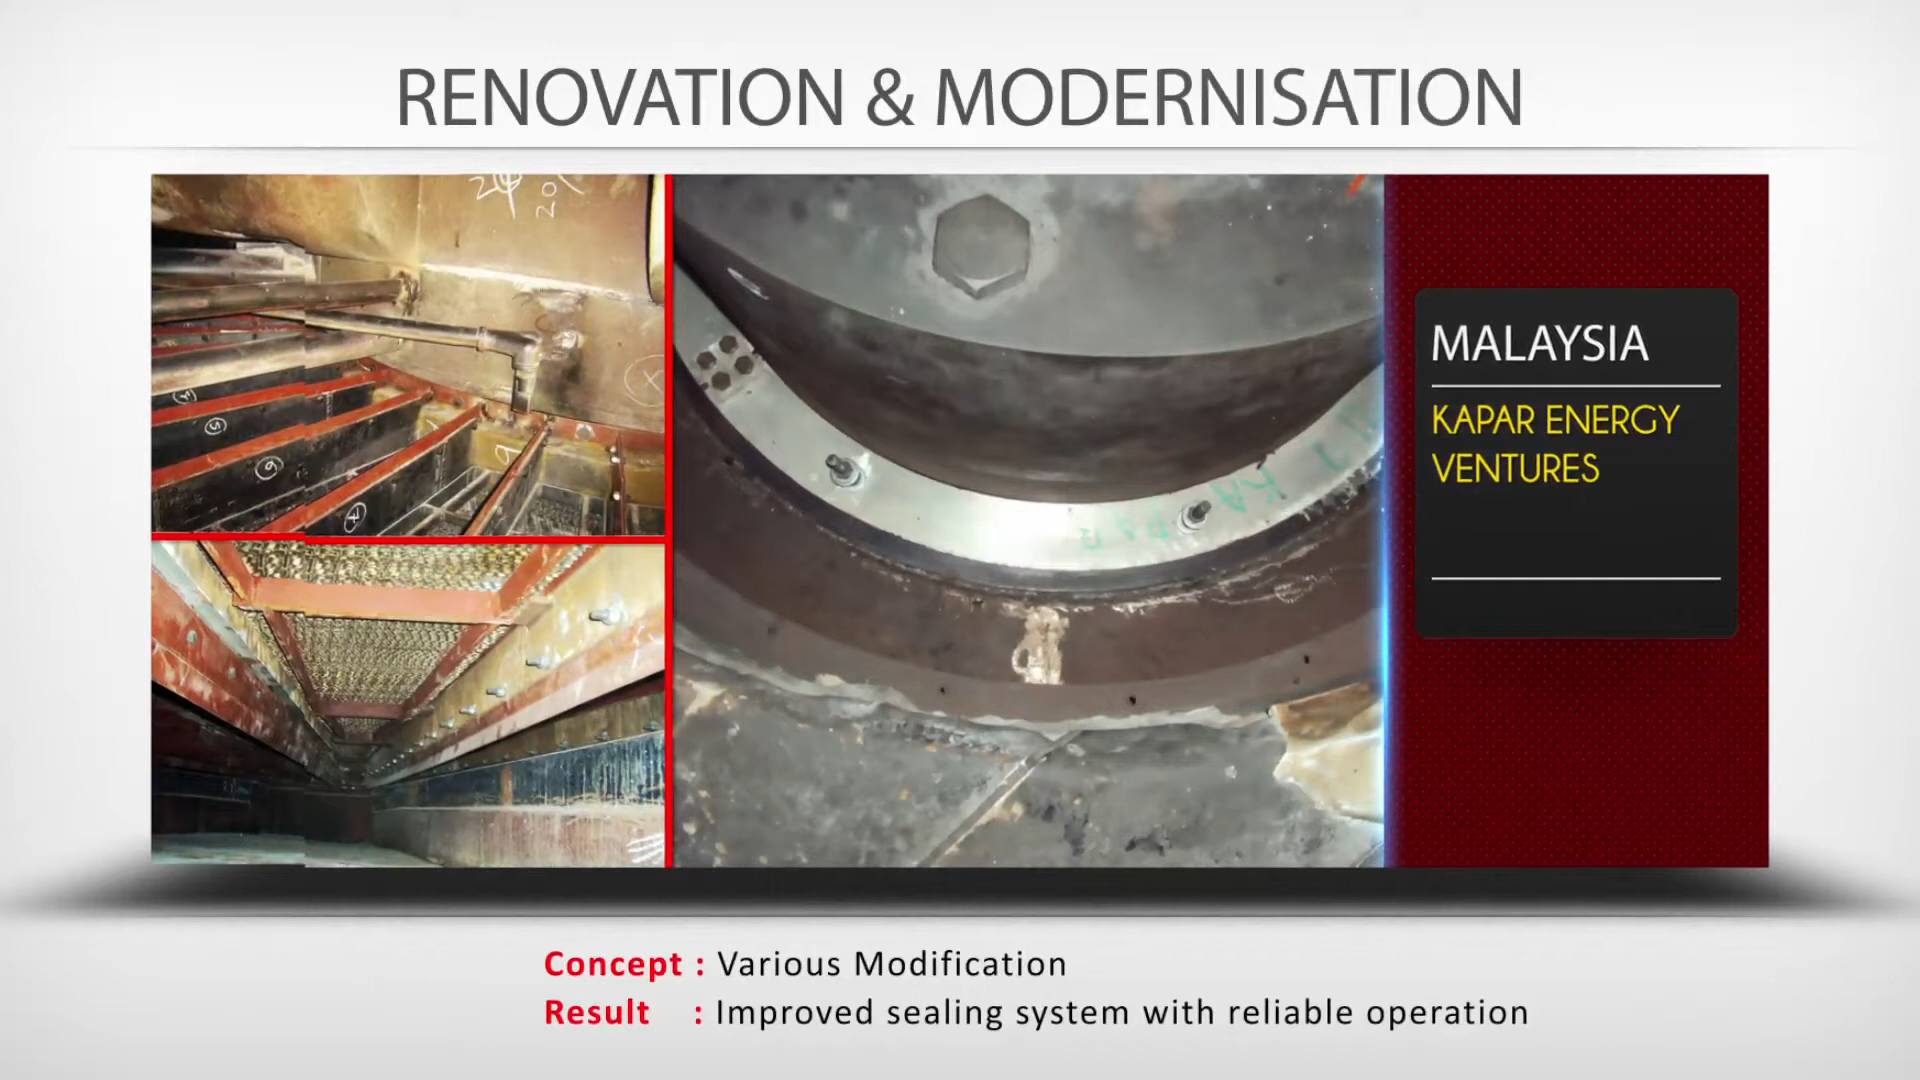 RENOVATION & MODERNISATION
MALAYSIA
KAPAR ENERGY
VENTURES
Concept : Various Modification
Result : Improved sealing system with reliable operation